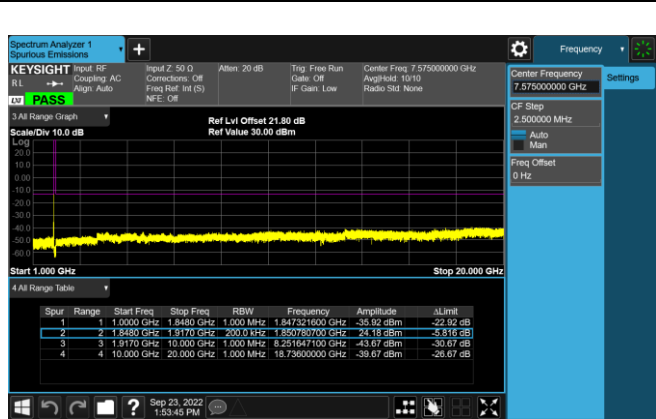 Spectrum Analyzer 1
Spurious Emissions
Frequency
KEYSIGHT Input: RF Input Z: 50 Ω Atten: 20 dB Trig: Free Run Center Freq: 7.575000000 GHz
RL Coupling: AC Corrections: Off Gate: Off Avg|Hold: 10/10
Align: Auto Freq Ref: Int (S) IF Gain: Low Radio Std: None
LXI PASS NFE: Off
Center Frequency
7.575000000 GHz
Settings
CF Step
2.500000 MHz
Auto
Man
Freq Offset
0 Hz
3 All Range Graph
Ref Lvl Offset 21.80 dB
Scale/Div 10.0 dB Ref Value 30.00 dBm
Log
20.0
10.0
0.00
-10.0
-20.0
-30.0
-40.0
-50.0
-60.0
Start 1.000 GHz Stop 20.000 GHz
4 All Range Table
Spur Range Start Freq Stop Freq RBW Frequency Amplitude ΔLimit
1 1 1.0000 GHz 1.8480 GHz 1.000 MHz 1.847321600 GHz -35.92 dBm -22.92 dB
2 2 1.8480 GHz 1.9170 GHz 200.0 kHz 1.850780700 GHz 24.18 dBm -5.816 dB
3 3 1.9170 GHz 10.000 GHz 1.000 MHz 8.251647100 GHz -43.67 dBm -30.67 dB
4 4 10.000 GHz 20.000 GHz 1.000 MHz 18.73600000 GHz -39.67 dBm -26.67 dB
Sep 23, 2022
1:53:45 PM